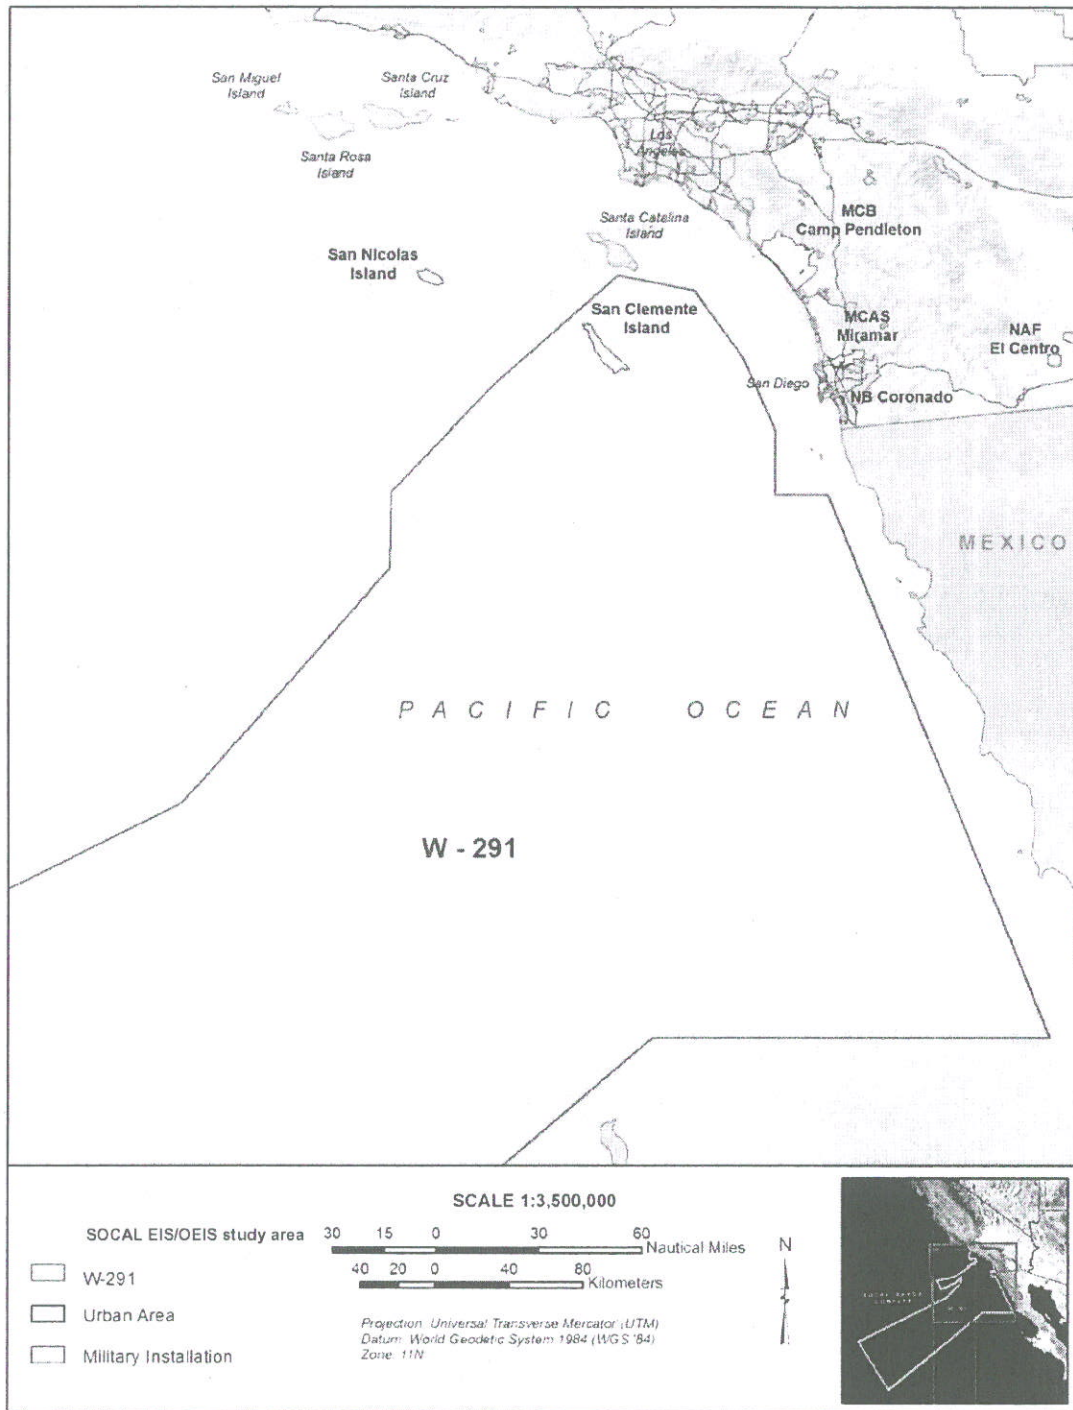 San Miguel
Island
Santa Cruz
Island
Santa Rosa
Island
Los
Angeles
Santa Catalina
Island
San Nicolas
Island
MCB
Camp Pendleton
San Clemente
Island
MCAS
Miramar
NAF
El Centro
San Diego
NB Coronado
MEXICO
PACIFIC OCEAN
W - 291
SCALE 1:3,500,000
SOCAL EIS/OEIS study area
W-291
Urban Area
Military Installation
30 15 0 30 60
Nautical Miles
40 20 0 40 80
Kilometers
Projection: Universal Transverse Mercator (UTM)
Datum: World Geodetic System 1984 (WGS '84)
Zone: 11N
N